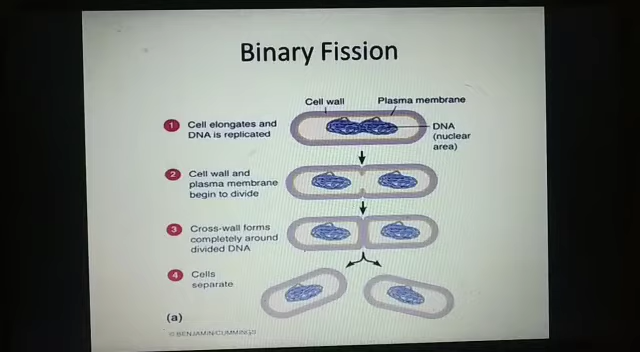 Binary Fission
Cell wall
Plasma membrane
1
Cell elongates and
DNA is replicated
DNA
(nuclear
area)
2
Cell wall and
plasma membrane
begin to divide
3
Cross-wall forms
completely around
divided DNA
4
Cells
separate
(a)
© BENJAMIN/CUMMINGS